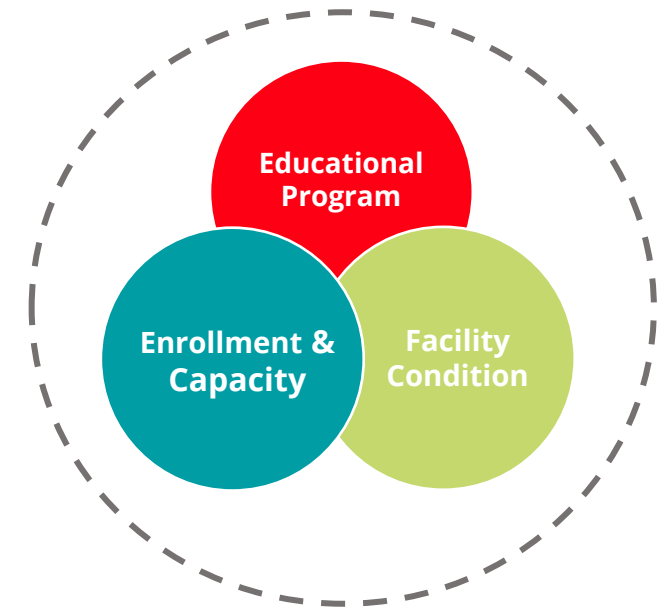 Educational
Program
Enrollment &
Capacity
Facility
Condition